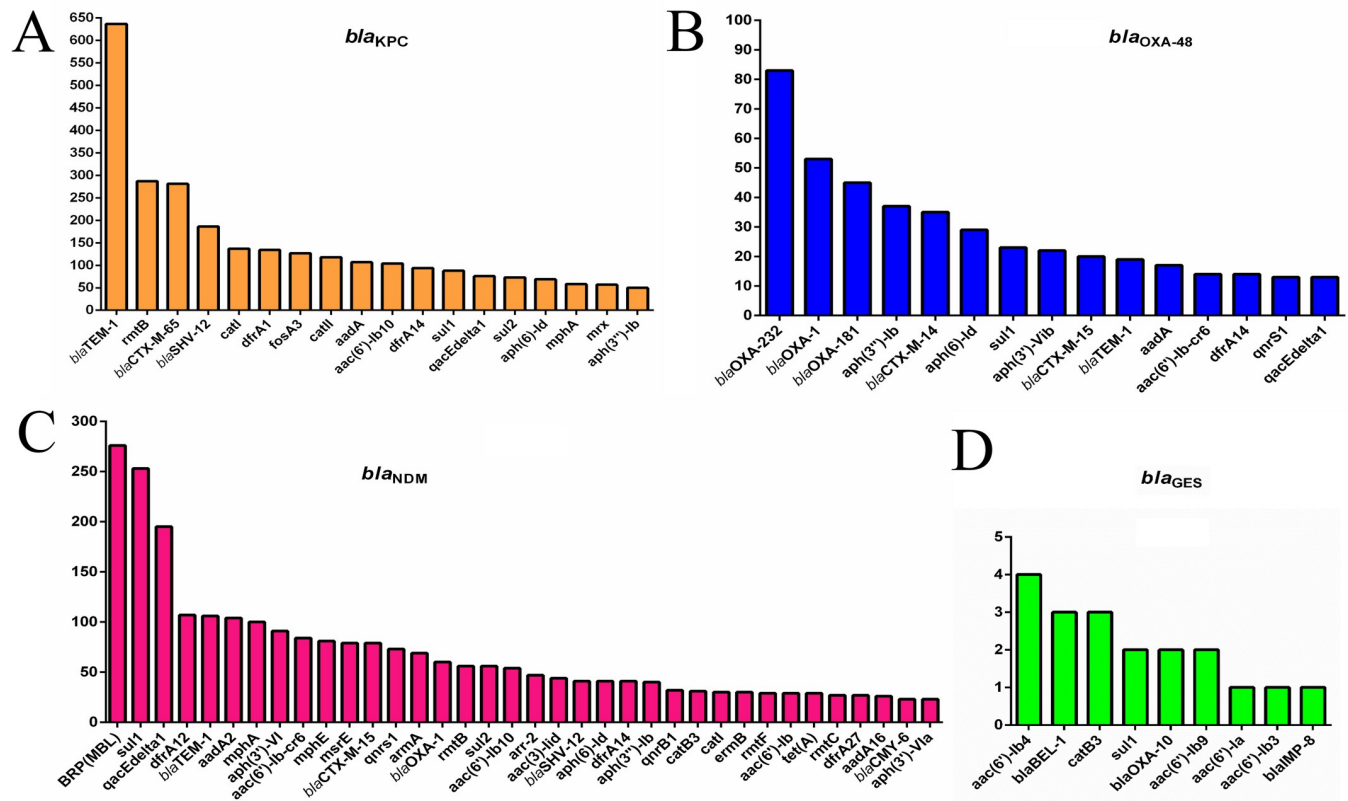 A
blaKPC
650
600
550
500
450
400
350
300
250
200
150
100
50
0
blaTEM-1
rmtB
blaCTX-M-65
blaSHV-12
catI
dfrA1
fosA3
catII
aadA
aac(6')-Ib10
dfrA14
sul1
qacEdelta1
sul2
aph(6)-Id
mphA
mrx
aph(3'')-Ib
B
blaOXA-48
100
80
60
40
20
0
blaOXA-232
blaOXA-1
blaOXA-181
aph(3'')-Ib
blaCTX-M-14
aph(6)-Id
sul1
aph(3')-Vib
blaCTX-M-15
blaTEM-1
aadA
aac(6')-Ib-cr6
dfrA14
qnrS1
qacEdelta1
C
blaNDM
300
250
200
150
100
50
0
BRP(MBL)
sul1
qacEdelta1
dfrA12
blaTEM-1
aadA2
mphA
aph(3')-VI
aac(6')-Ib-cr6
mphE
msrE
blaCTX-M-15
qnrs1
armA
blaOXA-1
rmtB
sul2
aac(6')-Ib10
arr-2
aac(3)-Iid
blaSHV-12
aph(6)-Id
dfrA14
aph(3'')-Ib
qnrB1
catB3
catI
ermB
rmtF
aac(6')-Ib
tet(A)
rmtC
dfrA27
aadA16
blaCMY-6
aph(3')-VIa
D
blaGES
5
4
3
2
1
0
aac(6')-Ib4
blaBEL-1
catB3
sul1
blaOXA-10
aac(6')-Ib9
aac(6')-Ia
aac(6')-Ib3
blaIMP-8